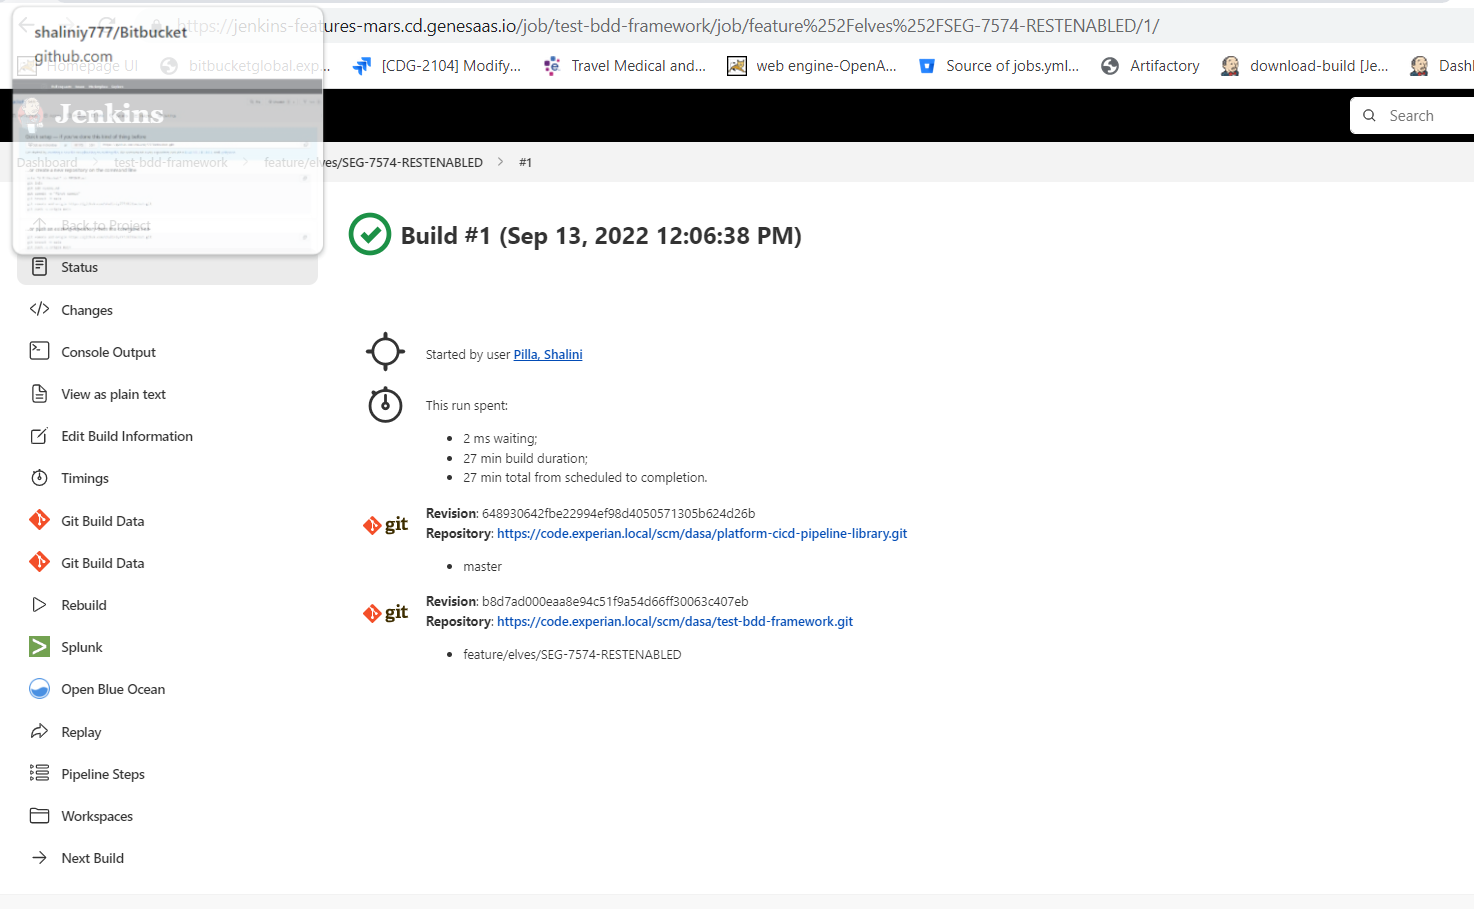 shaliniy777/Bitbucket
github.com
https://jenkins-features-mars.cd.genesaas.io/job/test-bdd-framework/job/feature%252Felves%252FSEG-7574-RESTENABLED/1/
Homepage UI
bitbucketglobal.exp...
[CDG-2104] Modify...
Travel Medical and...
web engine-OpenA...
Source of jobs.yml...
Artifactory
download-build [Je...
Dash
Jenkins
Search
Dashboard
test-bdd-framework
feature/elves/SEG-7574-RESTENABLED
#1
Back to Project
Build #1 (Sep 13, 2022 12:06:38 PM)
Status
Changes
Console Output
View as plain text
Edit Build Information
Timings
Git Build Data
Git Build Data
Rebuild
Splunk
Open Blue Ocean
Replay
Pipeline Steps
Workspaces
Next Build
Started by user Pilla, Shalini
This run spent:
2 ms waiting;
27 min build duration;
27 min total from scheduled to completion.
git
Revision: 648930642fbe22994ef98d4050571305b624d26b
Repository: https://code.experian.local/scm/dasa/platform-cicd-pipeline-library.git
master
git
Revision: b8d7ad000eaa8e94c51f9a54d66ff30063c407eb
Repository: https://code.experian.local/scm/dasa/test-bdd-framework.git
feature/elves/SEG-7574-RESTENABLED